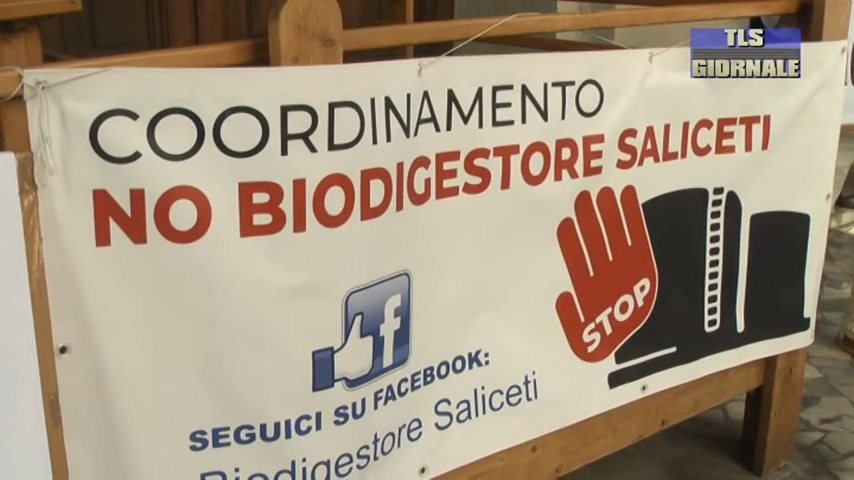 TLS
GIORNALE
COORDINAMENTO
NO BIODIGESTORE SALICETI
STOP
f
SEGUICI SU FACEBOOK:
Biodigestore Saliceti